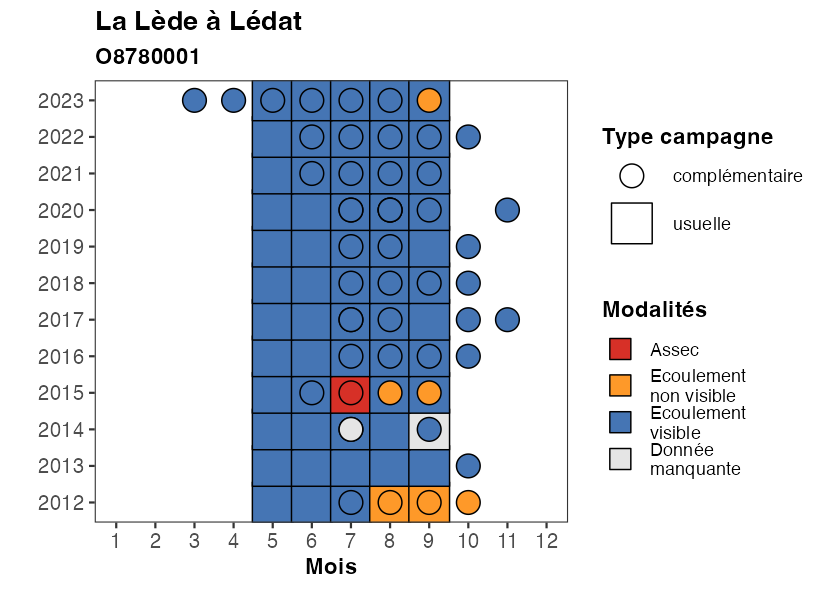 La Lède à Lédat
O8780001
2023
2022
2021
2020
2019
2018
2017
2016
2015
2014
2013
2012
1 2 3 4 5 6 7 8 9 10 11 12
Mois
Type campagne
complémentaire
usuelle
Modalités
Assec
Ecoulement
non visible
Ecoulement
visible
Donnée
manquante